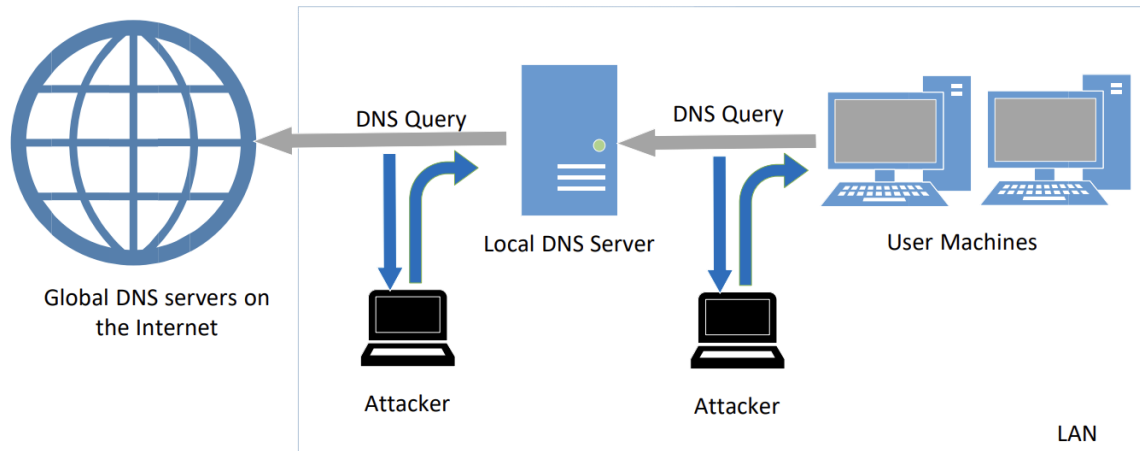 DNS Query
DNS Query
Local DNS Server
User Machines
Global DNS servers on
the Internet
Attacker
Attacker
LAN